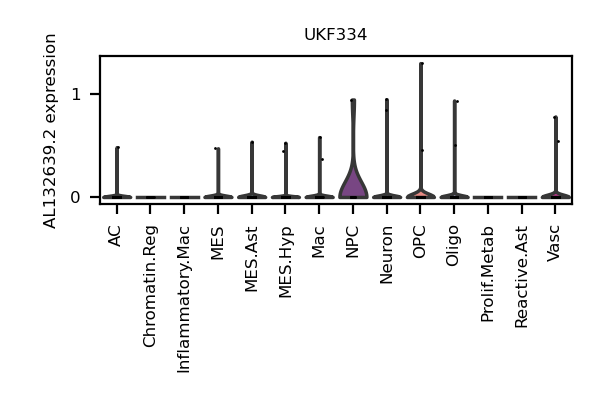 UKF334
AL132639.2 expression
1
0
AC
Chromatin.Reg
Inflammatory.Mac
MES
MES.Ast
MES.Hyp
Mac
NPC
Neuron
OPC
Oligo
Prolif.Metab
Reactive.Ast
Vasc